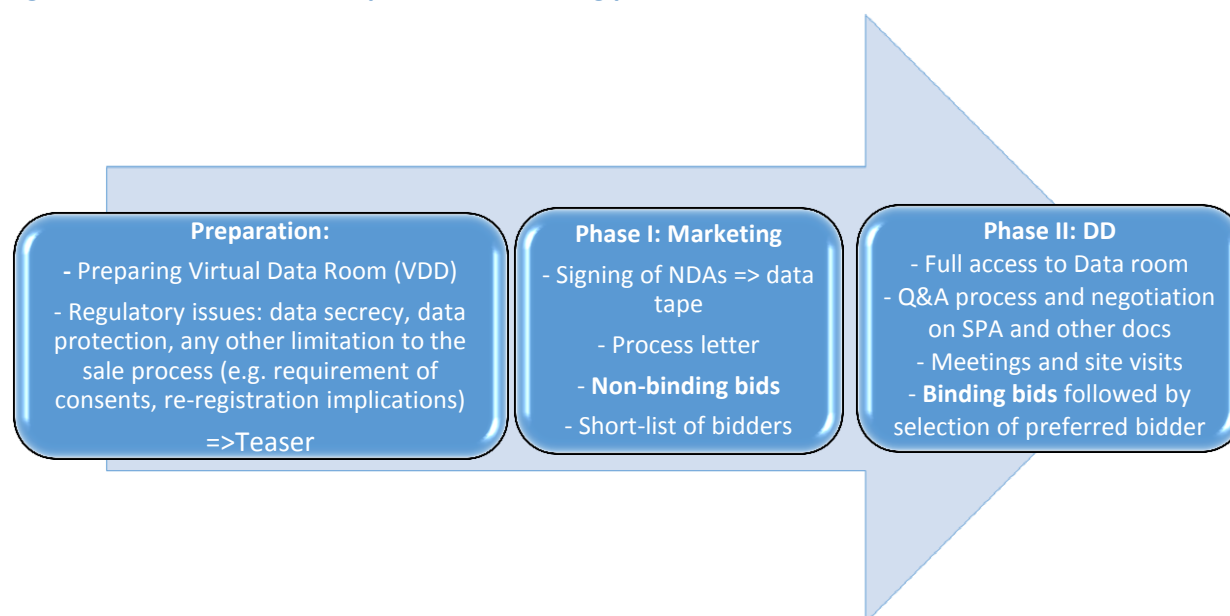 Preparation:
- Preparing Virtual Data Room (VDD)
- Regulatory issues: data secrecy, data
protection, any other limitation to the
sale process (e.g. requirement of
consents, re-registration implications)
=>Teaser
Phase I: Marketing
- Signing of NDAs => data
tape
- Process letter
- Non-binding bids
- Short-list of bidders
Phase II: DD
- Full access to Data room
- Q&A process and negotiation
on SPA and other docs
- Meetings and site visits
- Binding bids followed by
selection of preferred bidder